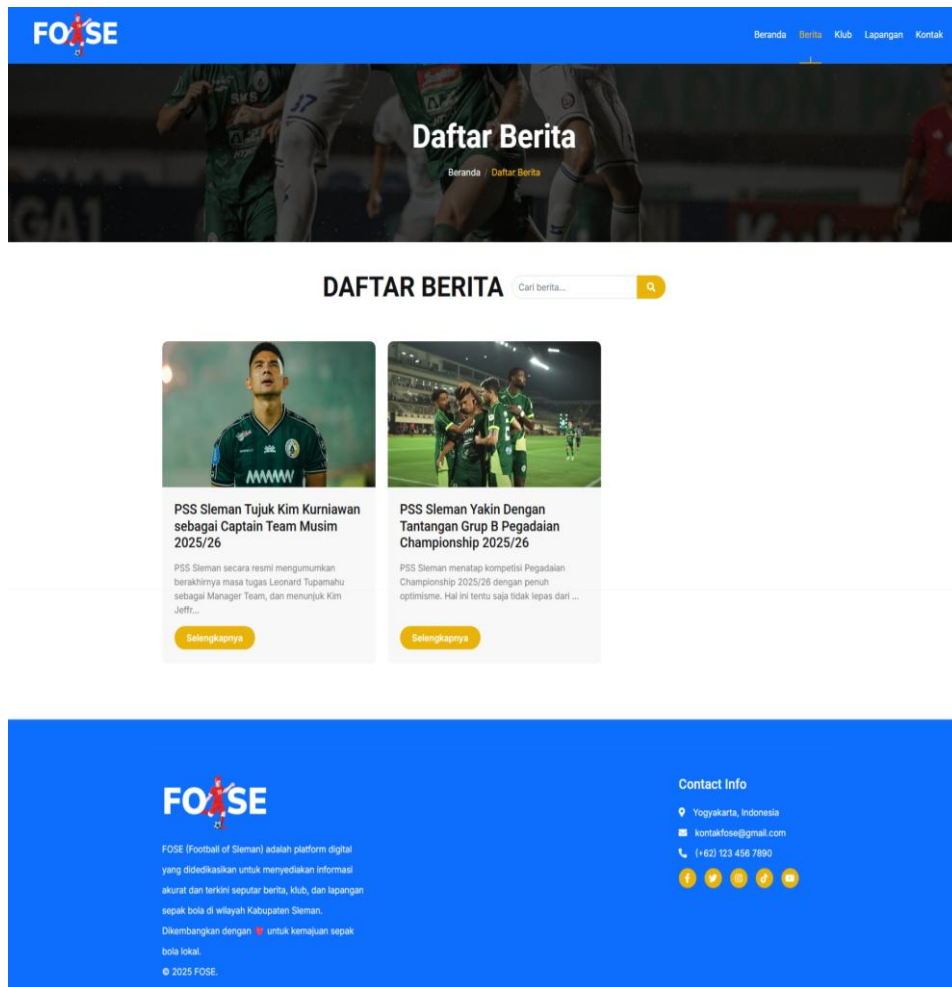 FOSE
Beranda Berita Klub Lapangan Kontak
SMB
37
GA1
Daftar Berita
Beranda / Daftar Berita
DAFTAR BERITA
Cari berita...
PSS Sleman Tujuk Kim Kurniawan
sebagai Captain Team Musim
2025/26
PSS Sleman secara resmi mengumumkan
berakhirnya masa tugas Leonard Tupamahu
sebagai Manager Team, dan menunjuk Kim
Jeffr...
Selengkapnya
PSS Sleman Yakin Dengan
Tantangan Grup B Pegadaian
Championship 2025/26
PSS Sleman menatap kompetisi Pegadaian
Championship 2025/26 dengan penuh
optimisme. Hal ini tentu saja tidak lepas dari ...
Selengkapnya
FOSE
FOSE (Football of Sleman) adalah platform digital
yang didedikasikan untuk menyediakan informasi
akurat dan terkini seputar berita, klub, dan lapangan
sepak bola di wilayah Kabupaten Sleman.
Dikembangkan dengan ❤ untuk kemajuan sepak
bola lokal.
© 2025 FOSE.
Contact Info
Yogyakarta, Indonesia
kontakfose@gmail.com
(+62) 123 456 7890